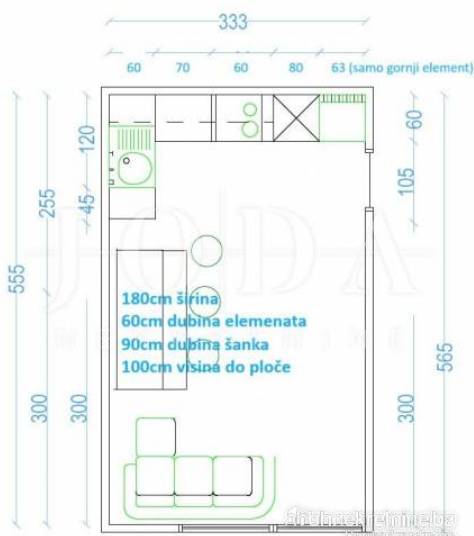 333
60 70 60 80 63 (samo gornji element)
120
60
45
105
255
555
JODA
180cm širina
60cm dubina elemenata
90cm dubina šanka
100cm visina do ploče
565
300
300
300